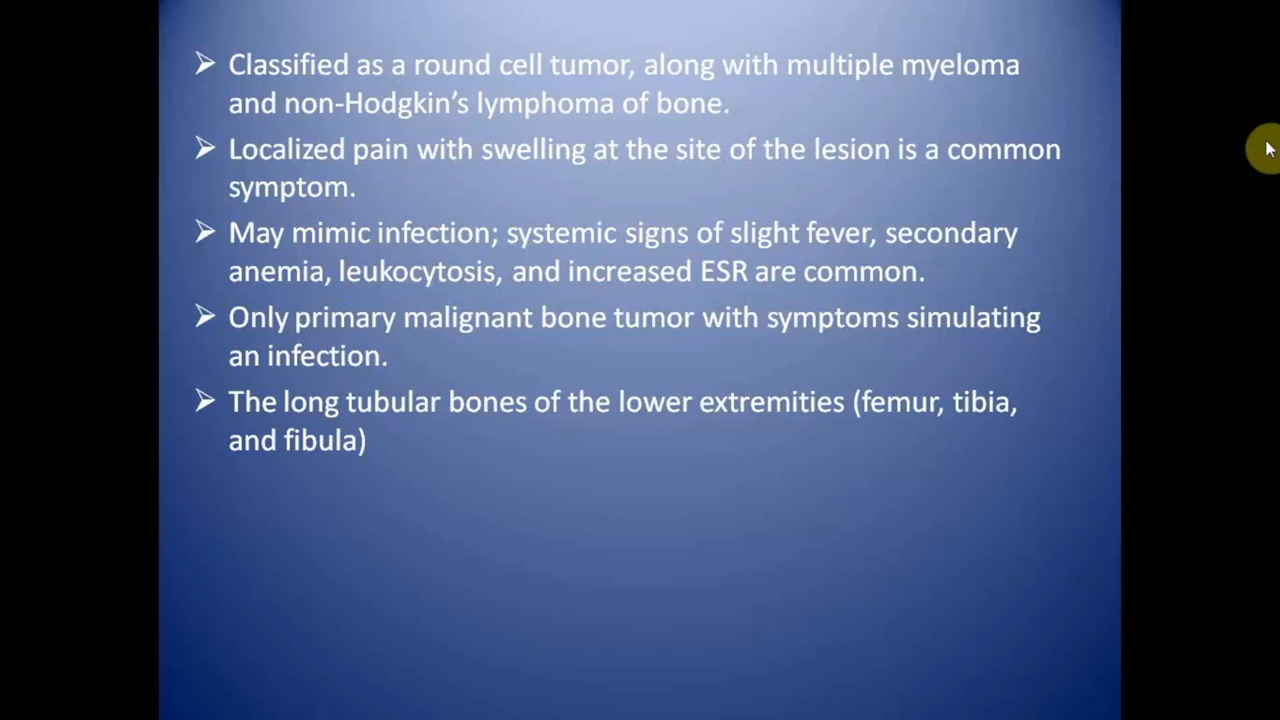 ➢ Classified as a round cell tumor, along with multiple myeloma
and non-Hodgkin’s lymphoma of bone.
➢ Localized pain with swelling at the site of the lesion is a common
symptom.
➢ May mimic infection; systemic signs of slight fever, secondary
anemia, leukocytosis, and increased ESR are common.
➢ Only primary malignant bone tumor with symptoms simulating
an infection.
➢ The long tubular bones of the lower extremities (femur, tibia,
and fibula)